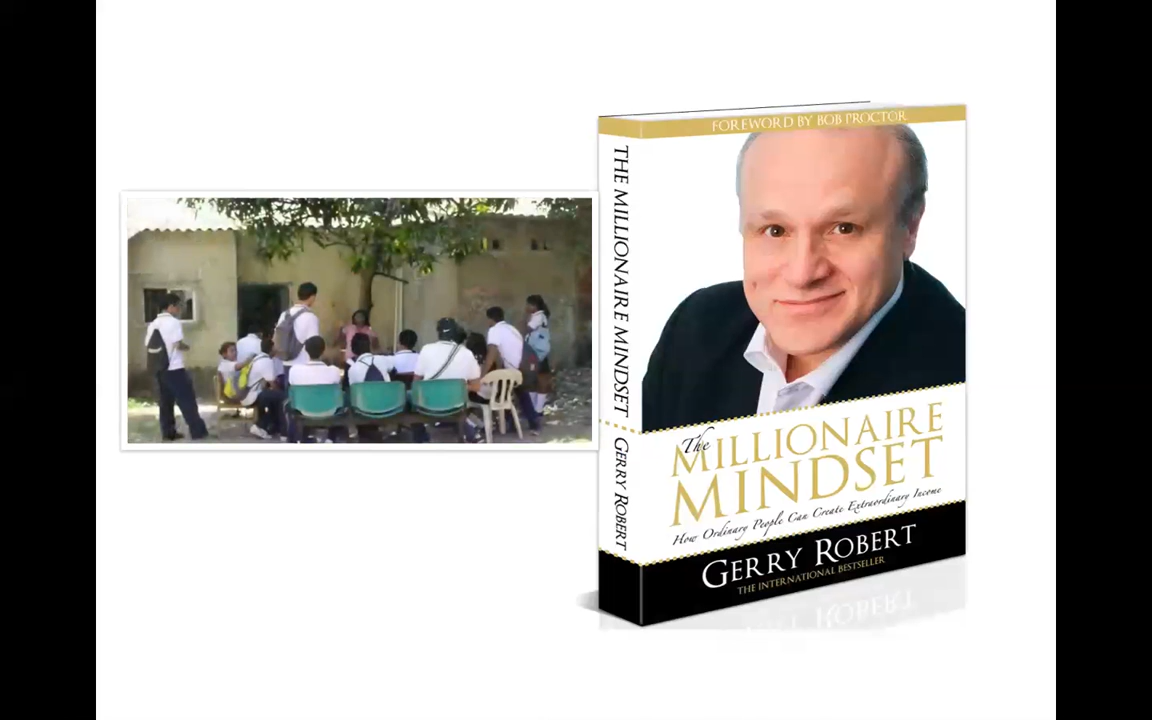 FOREWORD BY BOB PROCTOR
THE MILLIONAIRE MINDSET
GERRY ROBERT
The
MILLIONAIRE
MINDSET
How Ordinary People Can Create Extraordinary Income
GERRY ROBERT
THE INTERNATIONAL BESTSELLER